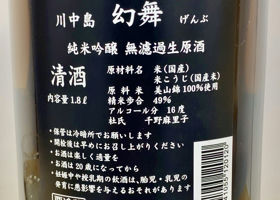 川中島 幻舞 げんぶ
純米吟醸 無濾過生原酒
清酒
内容量 1.8ℓ
原材料名 米(国産)
米こうじ(国産米)
原料米 美山錦100%使用
精米歩合 49%
アルコール分 16度
杜氏 千野麻里子
・保管は冷暗所でお願いします
・開栓後は早めにお召し上がりください
・お酒は楽しく適量を
・お酒は20歳になってから
・妊娠中や授乳期の飲酒は、胎児・乳児の
発育に悪影響を与えるおそれがあります